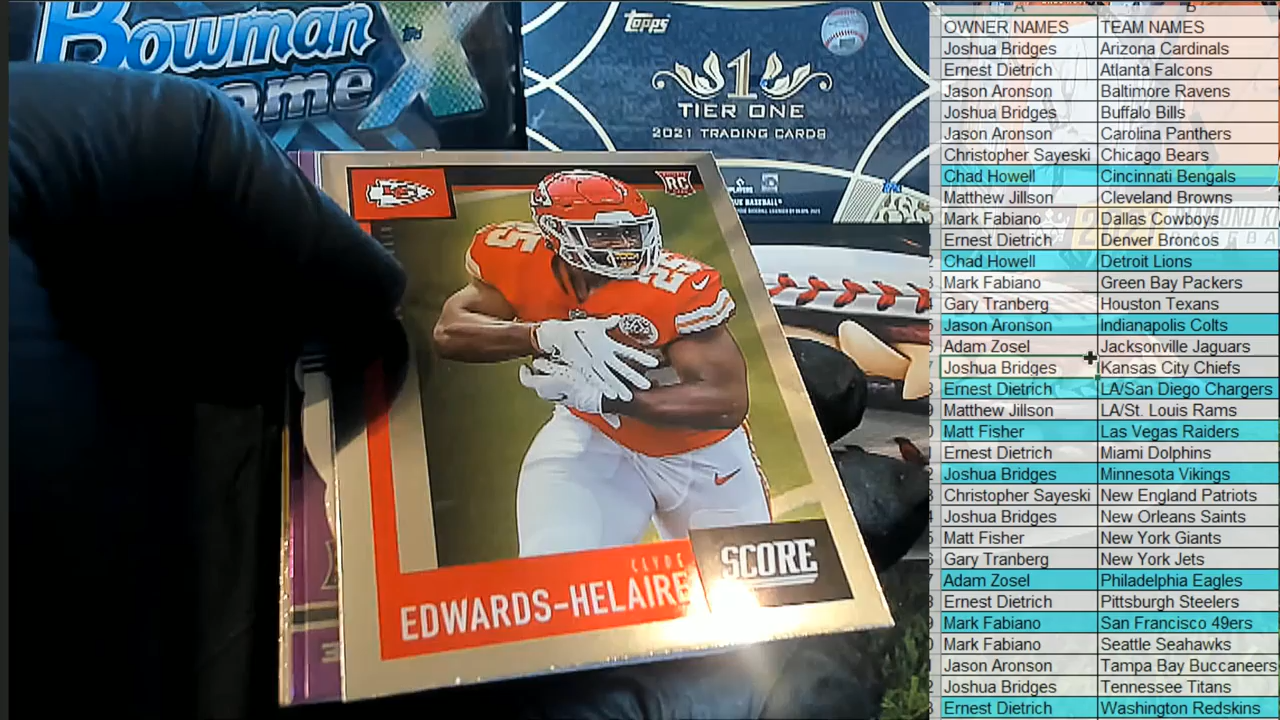 Bowman
ome
Topps
1
TIER ONE
2021 TRADING CARDS
RC
25
25
CLYDE
EDWARDS-HELAIRE
SCORE
A B
OWNER NAMES TEAM NAMES
Joshua Bridges Arizona Cardinals
Ernest Dietrich Atlanta Falcons
Jason Aronson Baltimore Ravens
Joshua Bridges Buffalo Bills
Jason Aronson Carolina Panthers
Christopher Sayeski Chicago Bears
Chad Howell Cincinnati Bengals
Matthew Jillson Cleveland Browns
Mark Fabiano Dallas Cowboys
Ernest Dietrich Denver Broncos
Chad Howell Detroit Lions
Mark Fabiano Green Bay Packers
Gary Tranberg Houston Texans
Jason Aronson Indianapolis Colts
Adam Zosel Jacksonville Jaguars
Joshua Bridges Kansas City Chiefs
Ernest Dietrich LA/San Diego Chargers
Matthew Jillson LA/St. Louis Rams
Matt Fisher Las Vegas Raiders
Ernest Dietrich Miami Dolphins
Joshua Bridges Minnesota Vikings
Christopher Sayeski New England Patriots
Joshua Bridges New Orleans Saints
Matt Fisher New York Giants
Gary Tranberg New York Jets
Adam Zosel Philadelphia Eagles
Ernest Dietrich Pittsburgh Steelers
Mark Fabiano San Francisco 49ers
Mark Fabiano Seattle Seahawks
Jason Aronson Tampa Bay Buccaneers
Joshua Bridges Tennessee Titans
Ernest Dietrich Washington Redskins